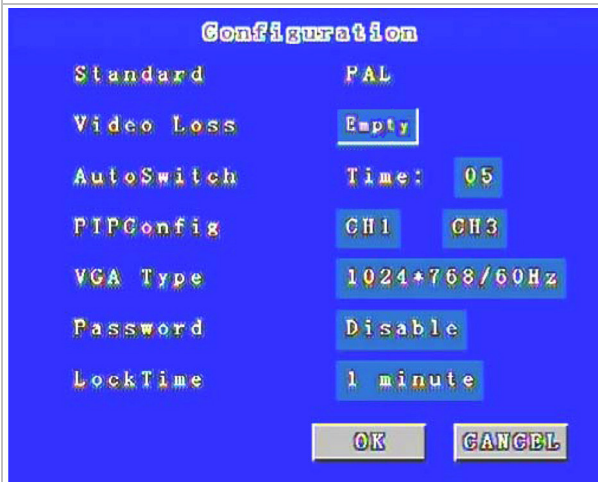 Configuration
Standard PAL
Video Loss Empty
AutoSwitch Time: 05
PIPConfig CH1 CH3
VGA Type 1024*768/60Hz
Password Disable
LockTime 1 minute
OK CANCEL